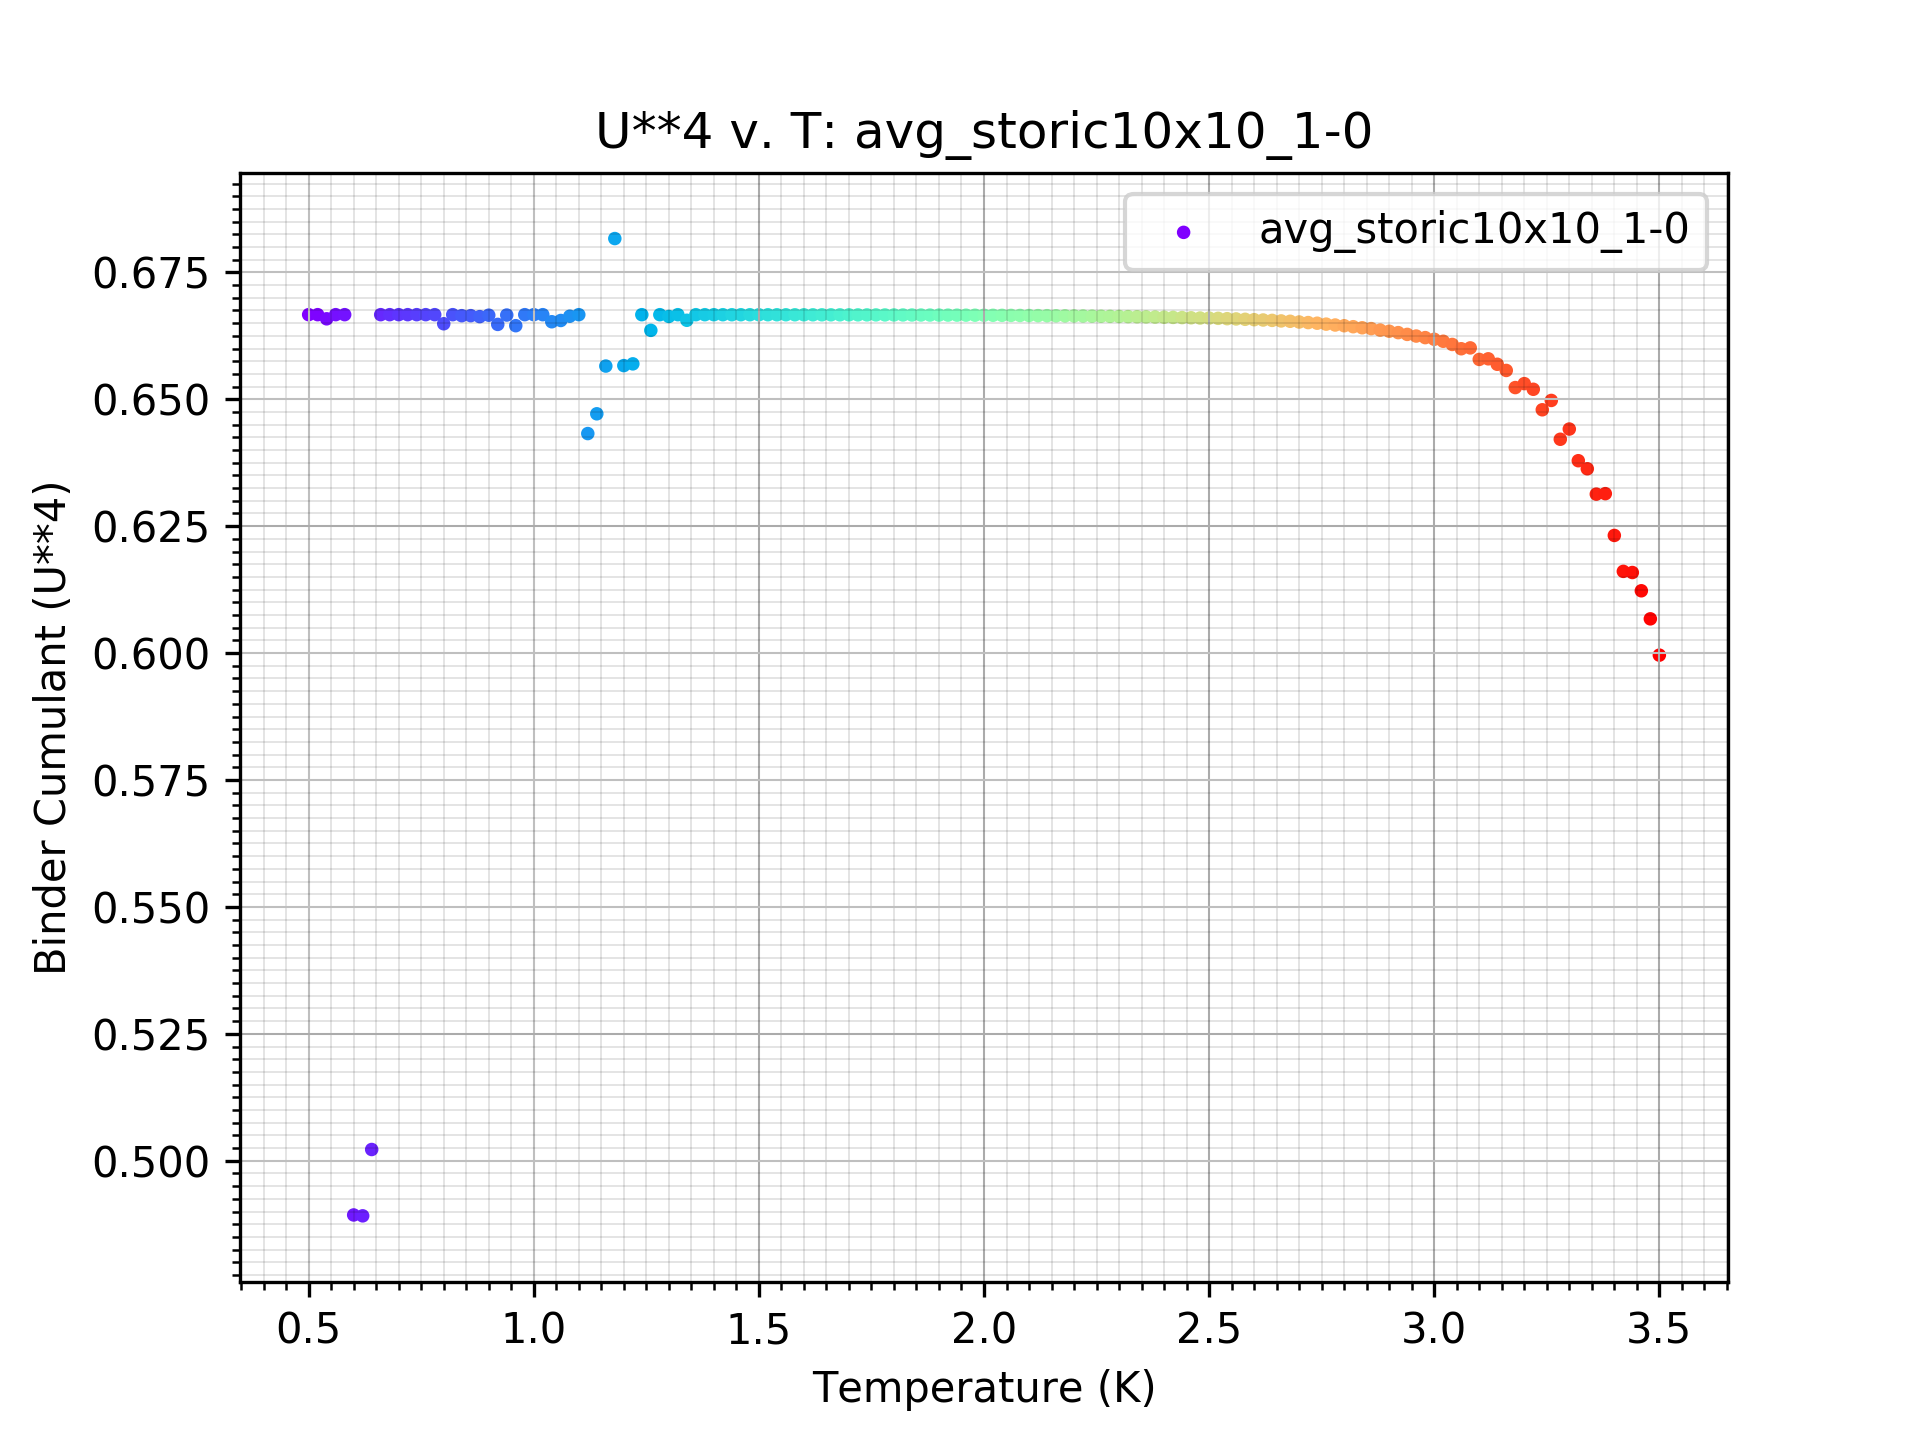 U**4 v. T: avg_storic10x10_1-0
avg_storic10x10_1-0
Binder Cumulant (U**4)
0.675
0.650
0.625
0.600
0.575
0.550
0.525
0.500
0.5 1.0 1.5 2.0 2.5 3.0 3.5
Temperature (K)